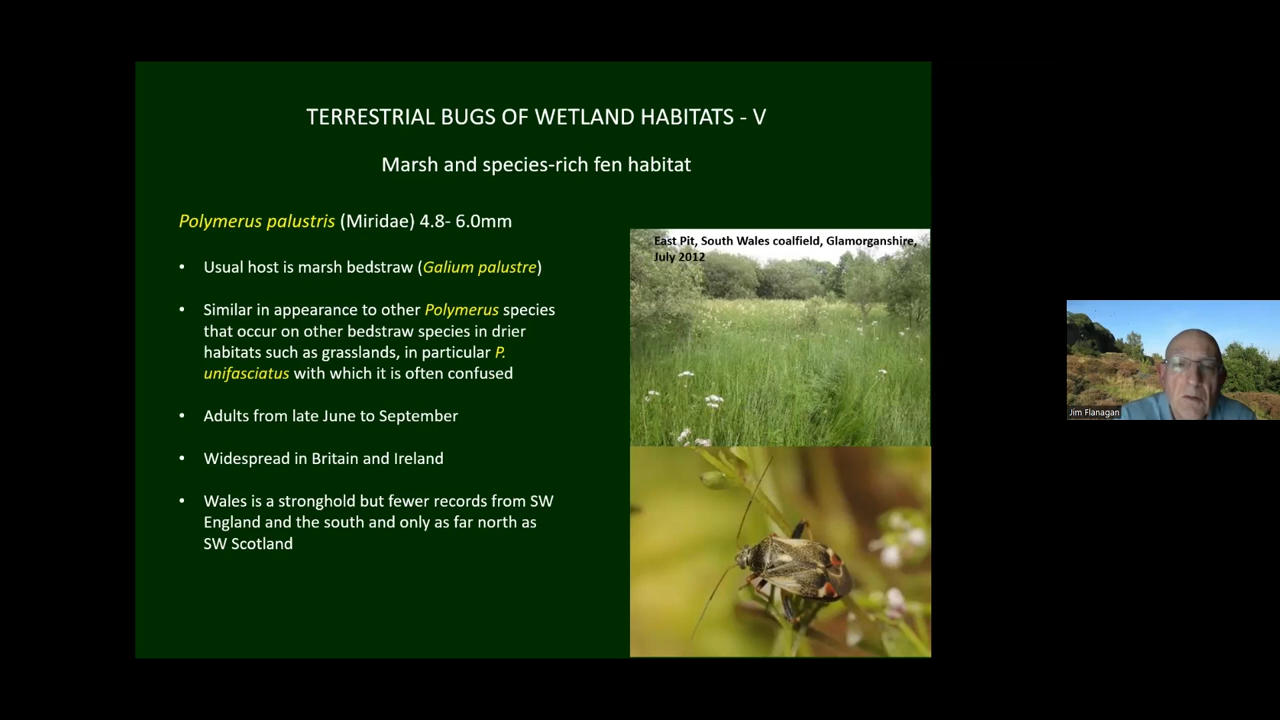 TERRESTRIAL BUGS OF WETLAND HABITATS - V
Marsh and species-rich fen habitat
Polymerus palustris (Miridae) 4.8- 6.0mm
• Usual host is marsh bedstraw (Galium palustre)
• Similar in appearance to other Polymerus species
that occur on other bedstraw species in drier
habitats such as grasslands, in particular P.
unifasciatus with which it is often confused
• Adults from late June to September
• Widespread in Britain and Ireland
• Wales is a stronghold but fewer records from SW
England and the south and only as far north as
SW Scotland
East Pit, South Wales coalfield, Glamorganshire,
July 2012
Jim Flanagan